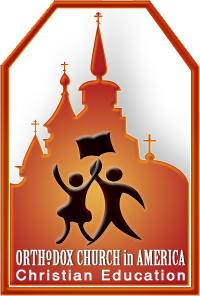 ORTHoDOX CHURCH in AMERICA
Christian Education